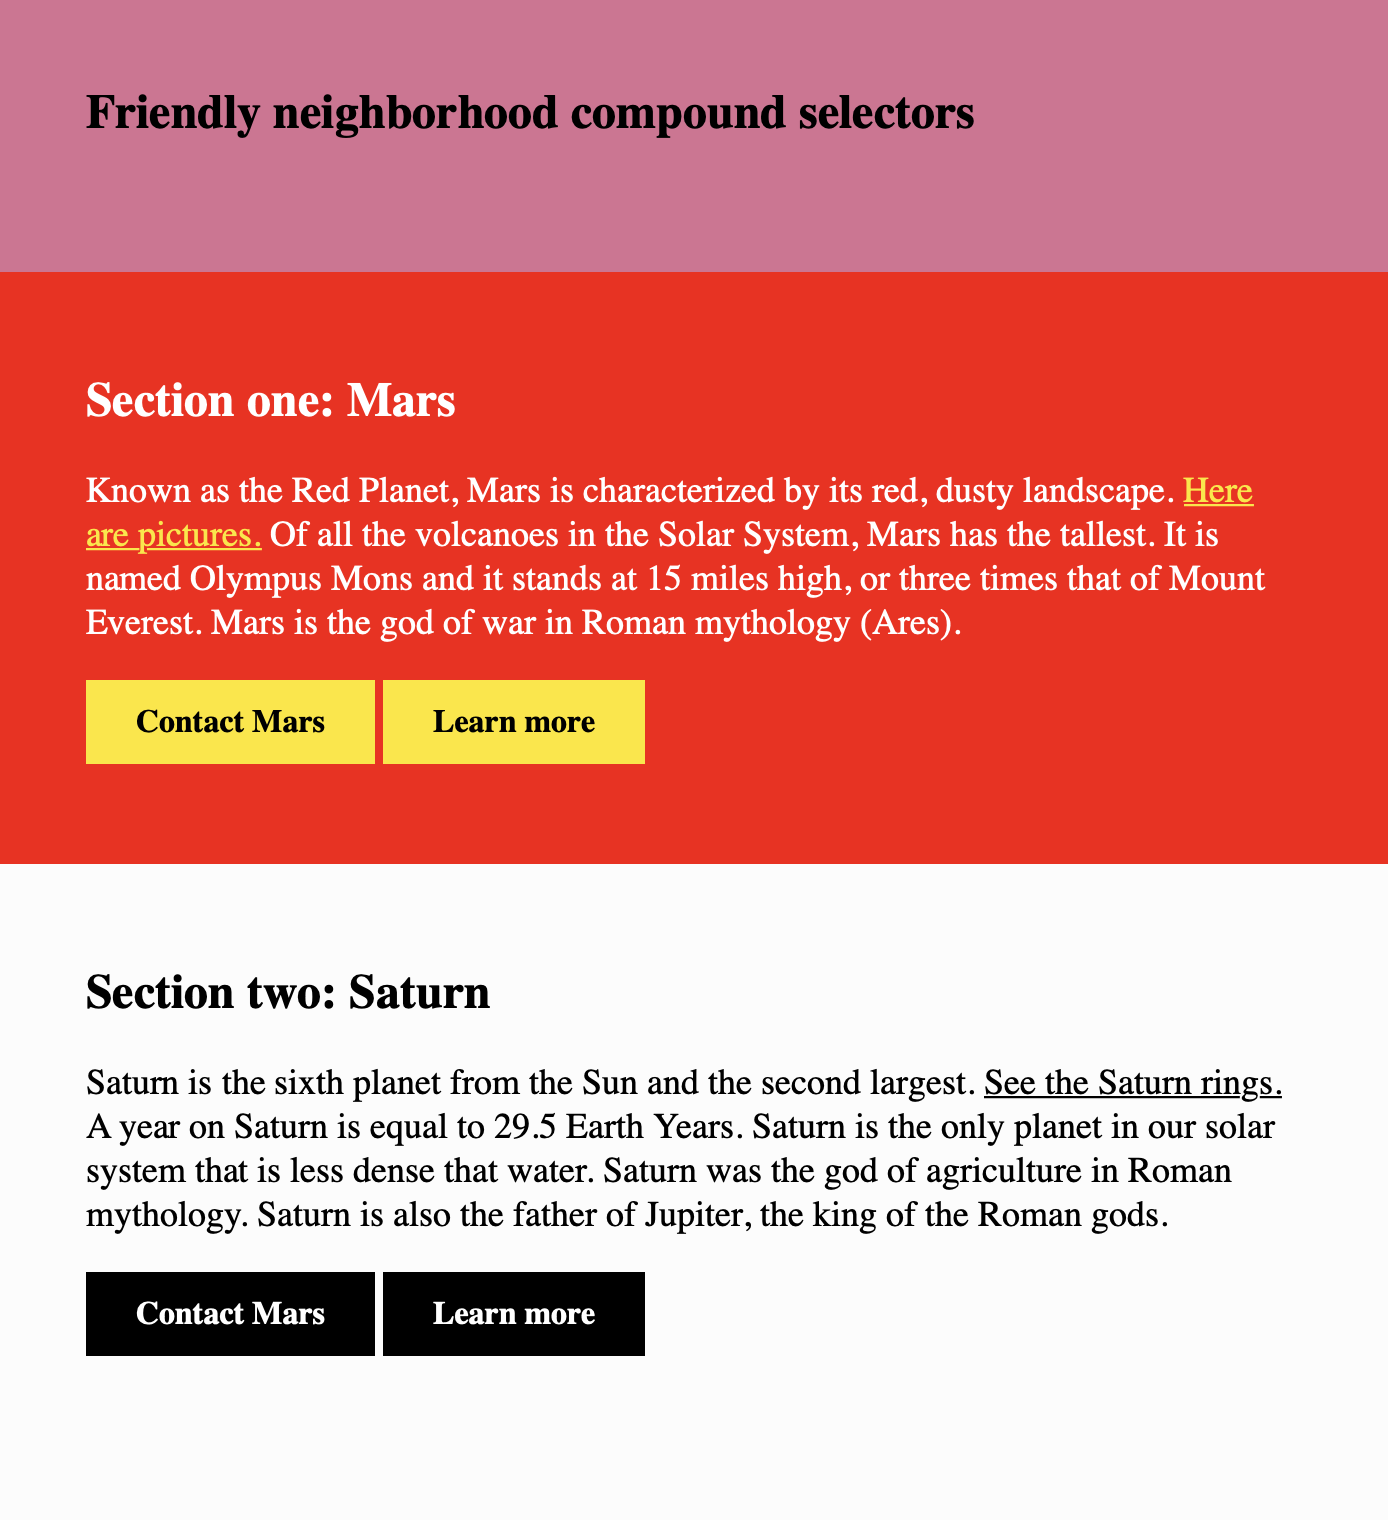 Friendly neighborhood compound selectors
Section one: Mars
Known as the Red Planet, Mars is characterized by its red, dusty landscape. Here
are pictures. Of all the volcanoes in the Solar System, Mars has the tallest. It is
named Olympus Mons and it stands at 15 miles high, or three times that of Mount
Everest. Mars is the god of war in Roman mythology (Ares).
Contact Mars Learn more
Section two: Saturn
Saturn is the sixth planet from the Sun and the second largest. See the Saturn rings.
A year on Saturn is equal to 29.5 Earth Years. Saturn is the only planet in our solar
system that is less dense that water. Saturn was the god of agriculture in Roman
mythology. Saturn is also the father of Jupiter, the king of the Roman gods.
Contact Mars Learn more